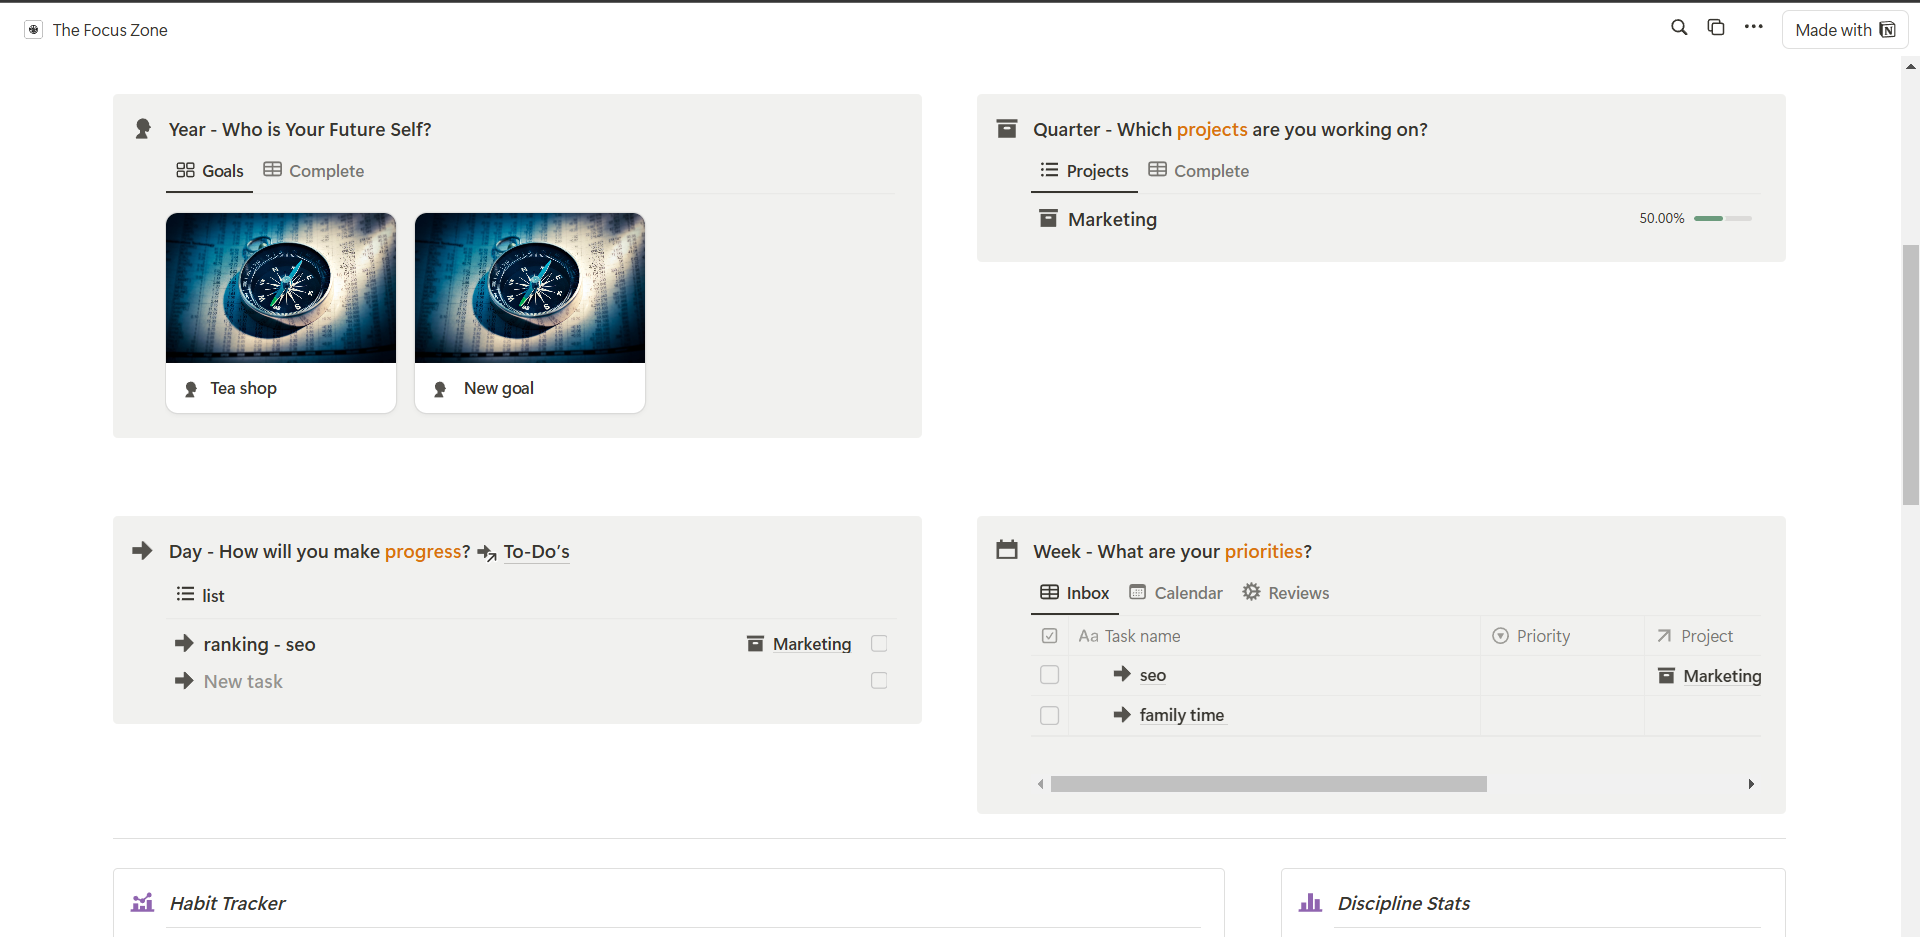 The Focus Zone
Made with
Year - Who is Your Future Self?
Goals Complete
Tea shop
New goal
Quarter - Which projects are you working on?
Projects Complete
Marketing 50.00%
Day - How will you make progress? To-Do’s
list
ranking - seo Marketing
New task
Week - What are your priorities?
Inbox Calendar Reviews
Aa Task name Priority Project
seo Marketing
family time
Habit Tracker
Discipline Stats